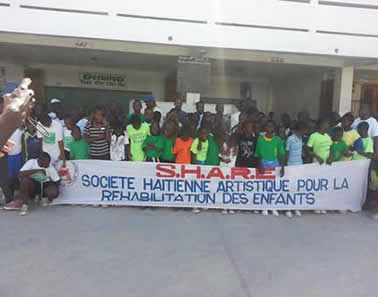 S.H.A.R.E
SOCIETE HAITIENNE ARTISTIQUE POUR LA
REHABILITATION DES ENFANTS